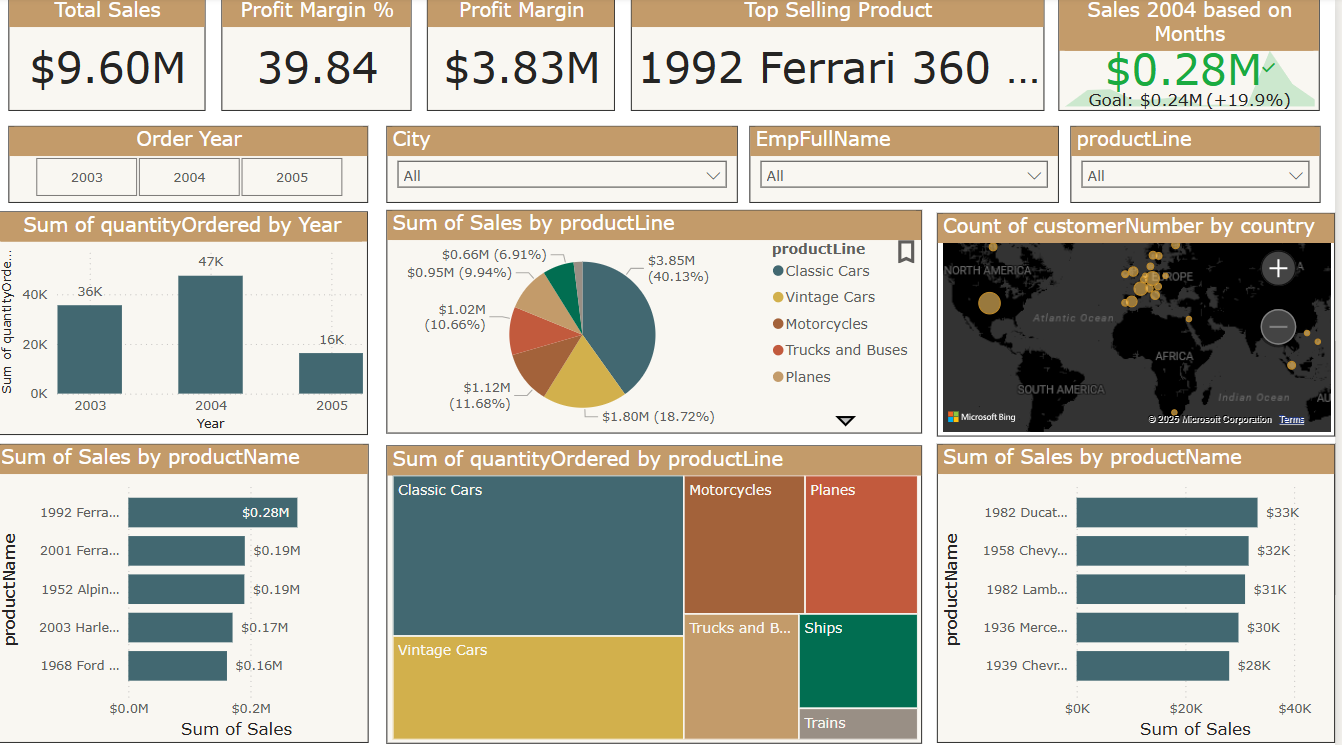 Total Sales
$9.60M
Profit Margin %
39.84
Profit Margin
$3.83M
Top Selling Product
1992 Ferrari 360 ...
Sales 2004 based on
Months
$0.28M
Goal: $0.24M (+19.9%)
Order Year
2003
2004
2005
City
All
EmpFullName
All
productLine
All
Sum of quantityOrdered by Year
Sum of quantityOrde...
40K
20K
0K
36K
47K
16K
2003
2004
2005
Year
Sum of Sales by productLine
$0.66M (6.91%)
$0.95M (9.94%)
$1.02M
(10.66%)
$1.12M
(11.68%)
$3.85M
(40.13%)
$1.80M (18.72%)
productLine
Classic Cars
Vintage Cars
Motorcycles
Trucks and Buses
Planes
Count of customerNumber by country
NORTH AMERICA
EUROPE
A
Atlantic Ocean
AFRICA
SOUTH AMERICA
Indian Ocean
AU
Microsoft Bing
© 2025 Microsoft Corporation
Terms
Sum of Sales by productName
productName
1992 Ferra...
$0.28M
2001 Ferra...
$0.19M
1952 Alpin...
$0.19M
2003 Harle...
$0.17M
1968 Ford ...
$0.16M
$0.0M
$0.2M
Sum of Sales
Sum of quantityOrdered by productLine
Classic Cars
Motorcycles
Planes
Vintage Cars
Trucks and B...
Ships
Trains
Sum of Sales by productName
productName
1982 Ducat...
$33K
1958 Chevy...
$32K
1982 Lamb...
$31K
1936 Merce...
$30K
1939 Chevr...
$28K
$0K
$20K
$40K
Sum of Sales